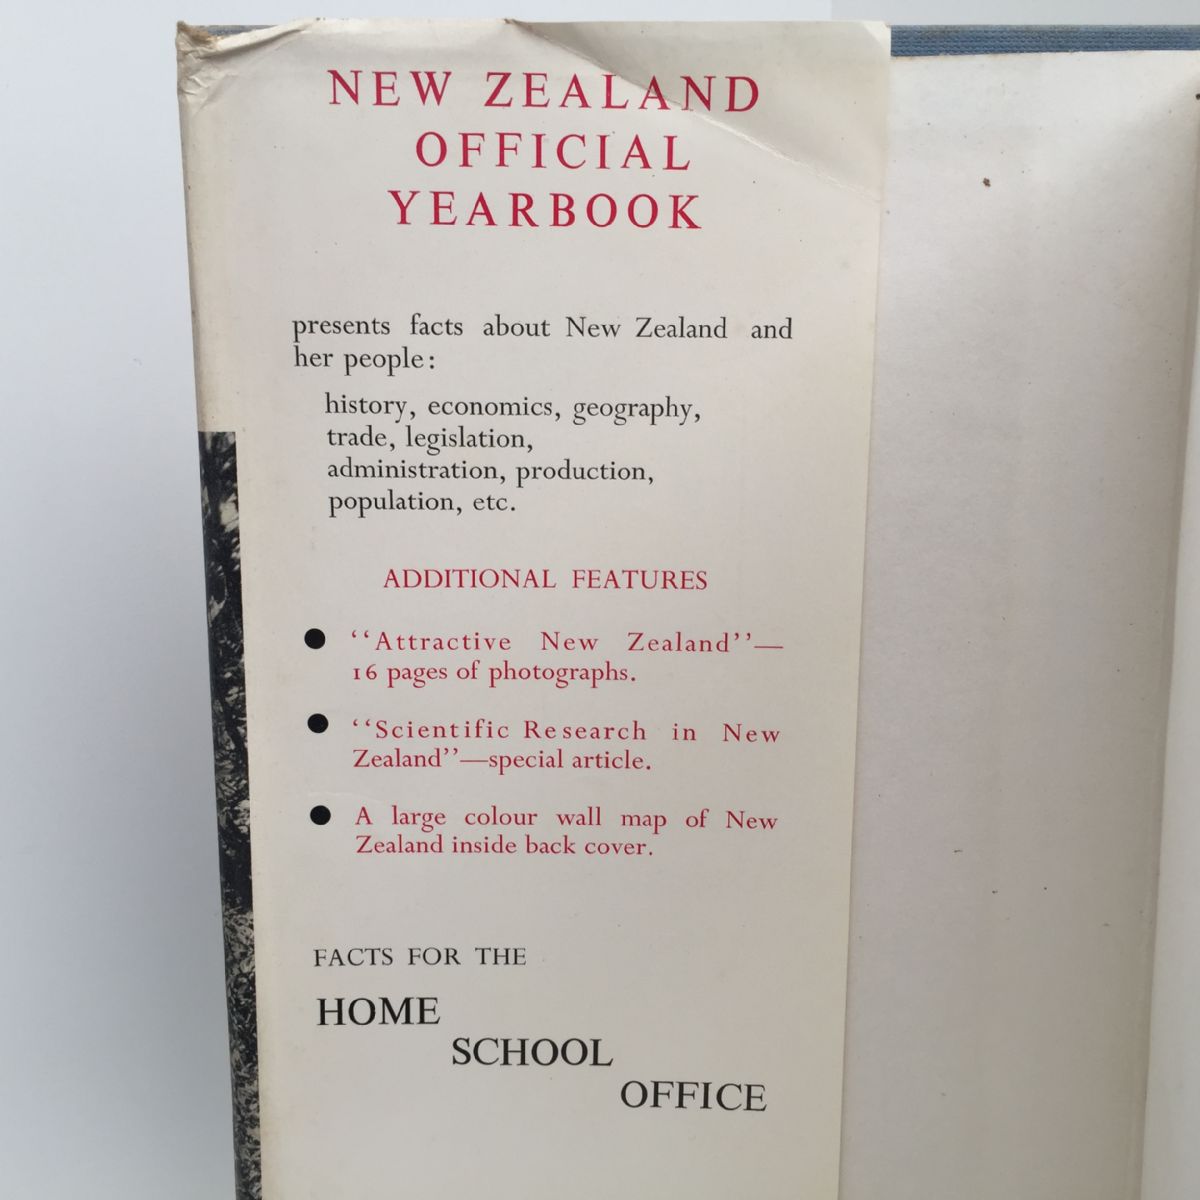 NEW ZEALAND
OFFICIAL
YEARBOOK
presents facts about New Zealand and
her people:
history, economics, geography,
trade, legislation,
administration, production,
population, etc.
ADDITIONAL FEATURES
● ‘‘Attractive New Zealand’’—
16 pages of photographs.
● ‘‘Scientific Research in New
Zealand’’—special article.
● A large colour wall map of New
Zealand inside back cover.
FACTS FOR THE
HOME
SCHOOL
OFFICE